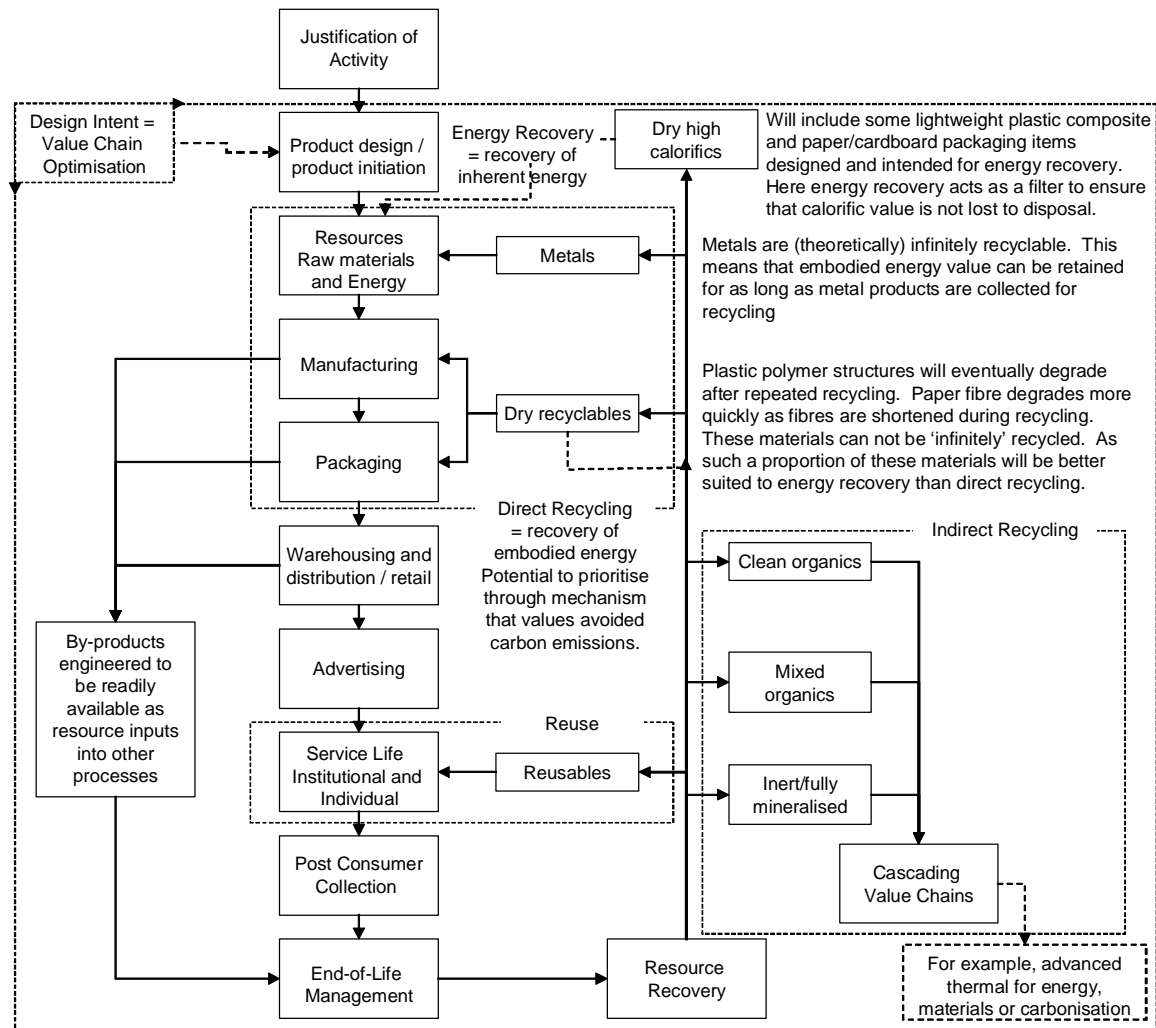 Justification of
Activity
Design Intent =
Value Chain
Optimisation
Product design /
product initiation
Energy Recovery
= recovery of
inherent energy
Dry high
calorifics
Will include some lightweight plastic composite
and paper/cardboard packaging items
designed and intended for energy recovery.
Here energy recovery acts as a filter to ensure
that calorific value is not lost to disposal.
Resources
Raw materials
and Energy
Metals
Metals are (theoretically) infinitely recyclable.  This
means that embodied energy value can be retained
for as long as metal products are collected for
recycling
Manufacturing
Dry recyclables
Plastic polymer structures will eventually degrade
after repeated recycling.  Paper fibre degrades more
quickly as fibres are shortened during recycling.
These materials can not be ‘infinitely’ recycled.  As
such a proportion of these materials will be better
suited to energy recovery than direct recycling.
Packaging
Direct Recycling
= recovery of
embodied energy
Potential to prioritise
through mechanism
that values avoided
carbon emissions.
Indirect Recycling
Warehousing and
distribution / retail
Clean organics
By-products
engineered to
be readily
available as
resource inputs
into other
processes
Advertising
Mixed
organics
Reuse
Service Life
Institutional and
Individual
Reusables
Inert/fully
mineralised
Post Consumer
Collection
Cascading
Value Chains
End-of-Life
Management
Resource
Recovery
For example, advanced
thermal for energy,
materials or carbonisation